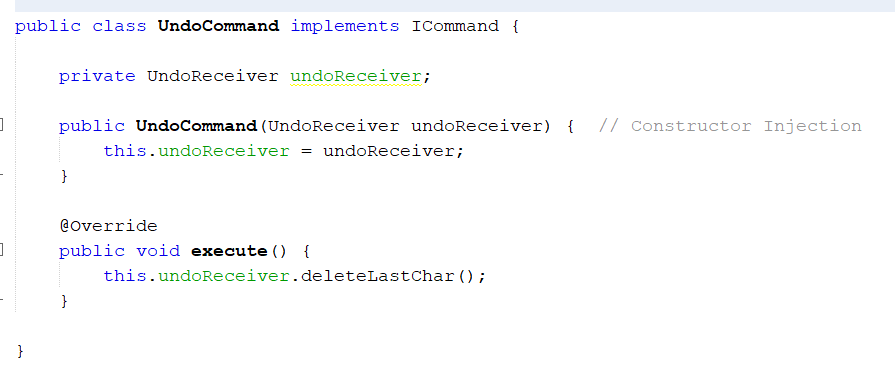 public class UndoCommand implements ICommand {
private UndoReceiver undoReceiver;
public UndoCommand(UndoReceiver undoReceiver) {  // Constructor Injection
this.undoReceiver = undoReceiver;
}
@Override
public void execute() {
this.undoReceiver.deleteLastChar();
}
}